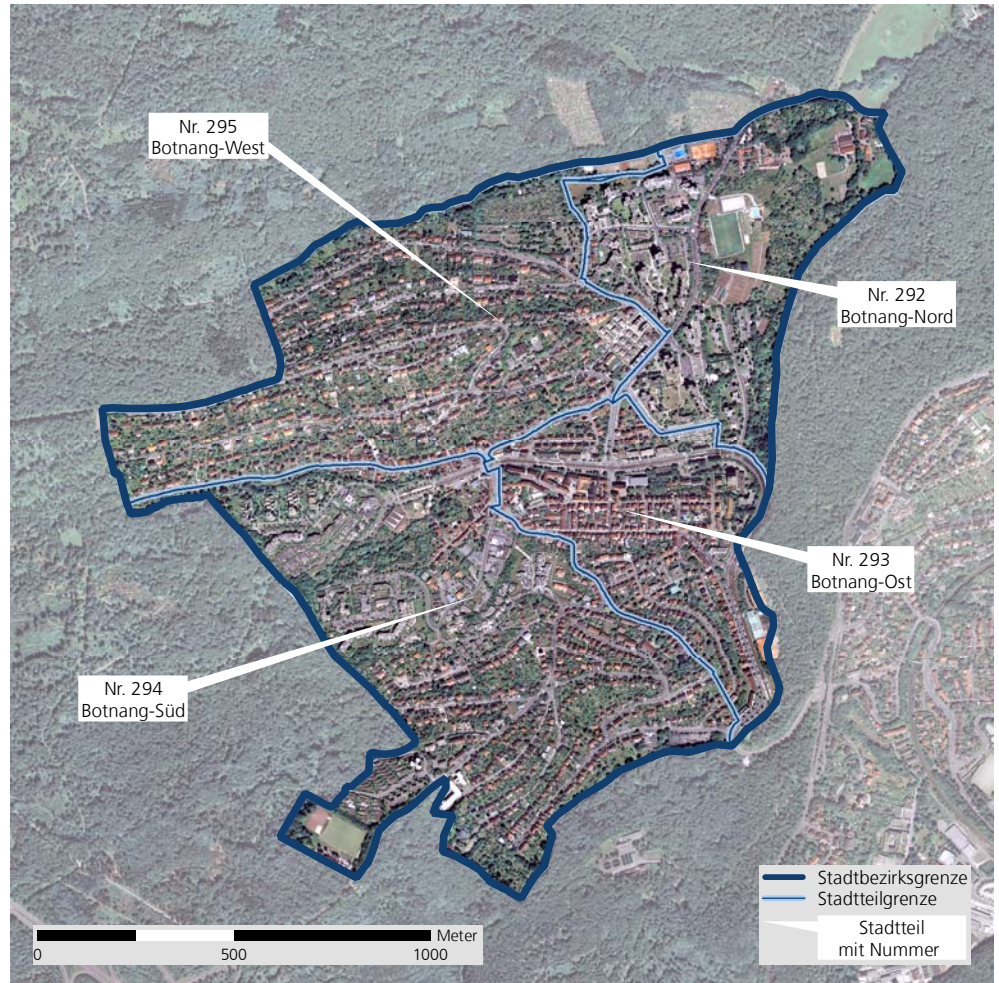 Nr. 295
Botnang-West
Nr. 292
Botnang-Nord
Nr. 293
Botnang-Ost
Nr. 294
Botnang-Süd
Stadtbezirksgrenze
Stadtteilgrenze
Stadtteil
mit Nummer
Meter
0 500 1000